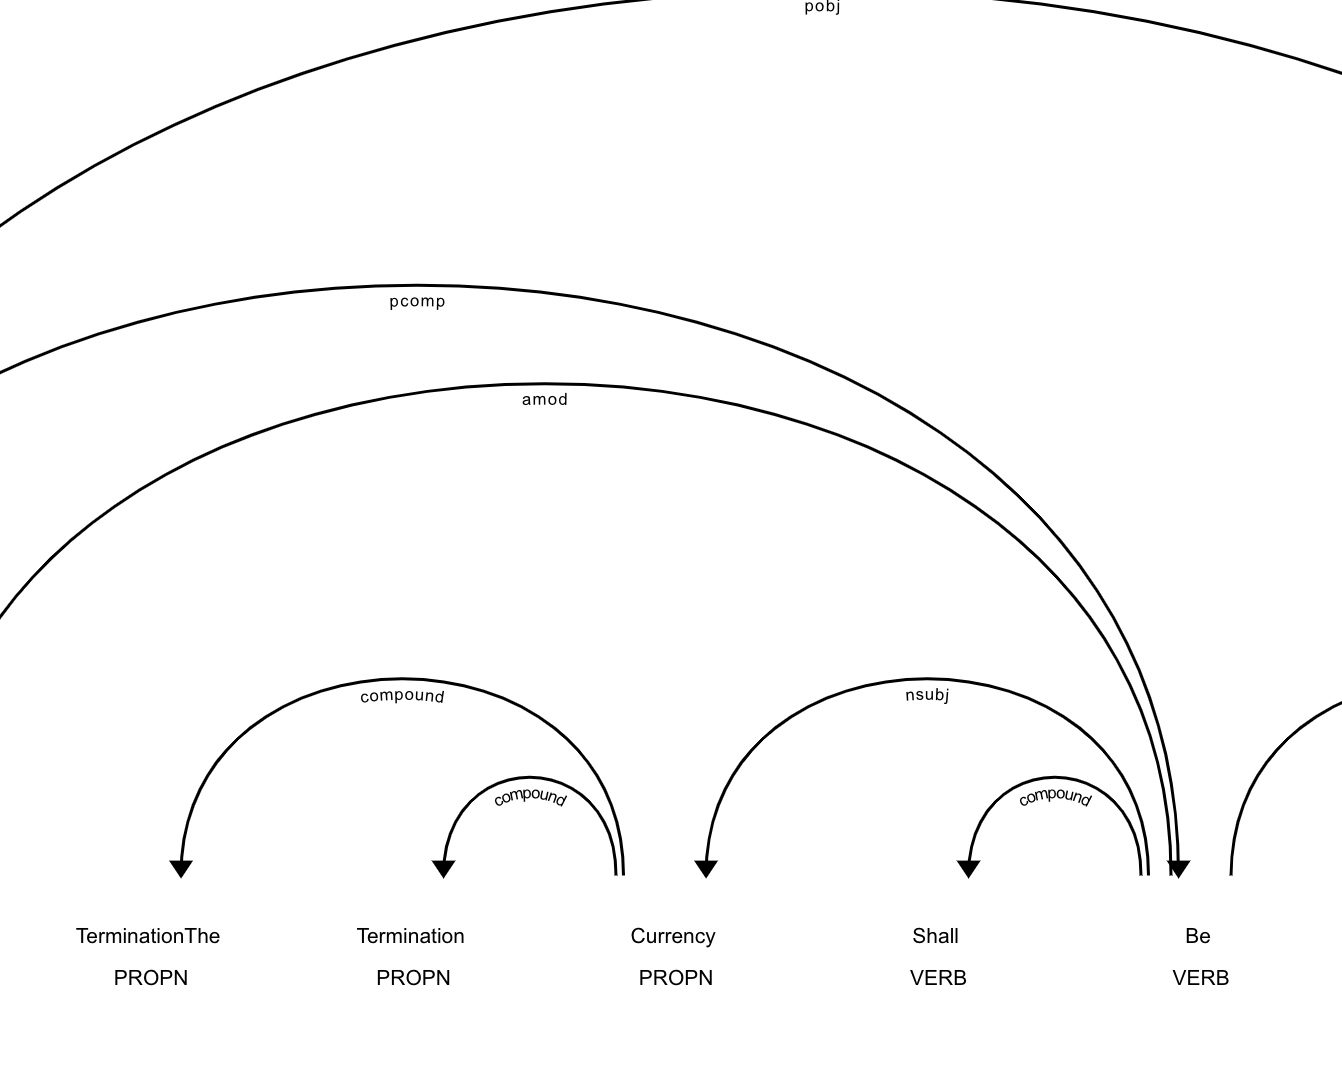 pobj
pcomp
amod
compound nsubj
compound compound
TerminationThe Termination Currency Shall Be
PROPN PROPN PROPN VERB VERB